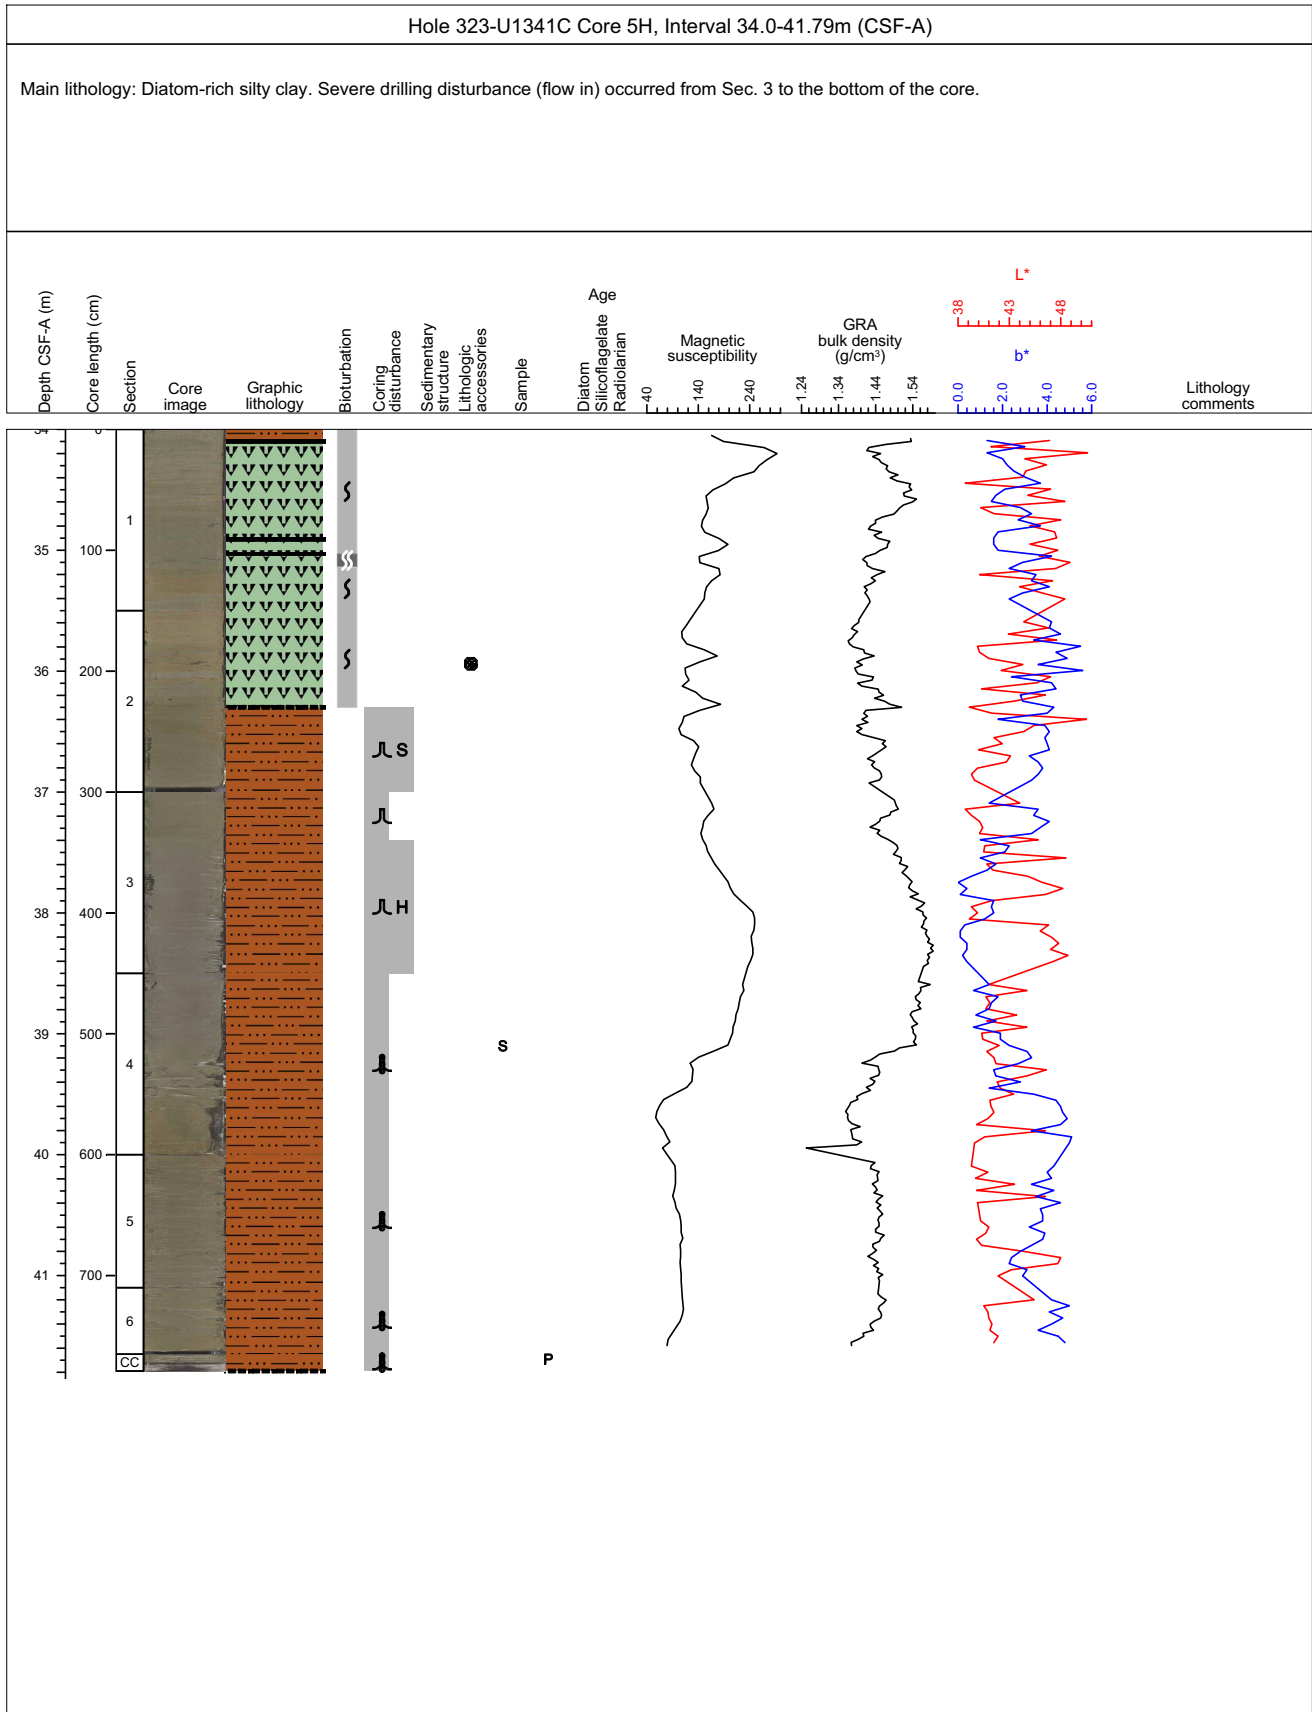 Hole 323-U1341C Core 5H, Interval 34.0-41.79m (CSF-A)
Main lithology: Diatom-rich silty clay. Severe drilling disturbance (flow in) occurred from Sec. 3 to the bottom of the core.
Depth CSF-A (m)
Core length (cm)
Section
Core
image
Graphic
lithology
Bioturbation
Coring
disturbance
Sedimentary
structure
Lithologic
accessories
Sample
Age
Diatom
Silicoflagelate
Radiolarian
Magnetic
susceptibility
40 140 240
GRA
bulk density
(g/cm³)
1.24 1.34 1.44 1.54
L*
38 43 48
b*
0.0 2.0 4.0 6.0
Lithology
comments
34 0
1
35 100
36 200
2
S
37 300
3
38 400
H
39 500
S
4
40 600
5
41 700
6
CC
P